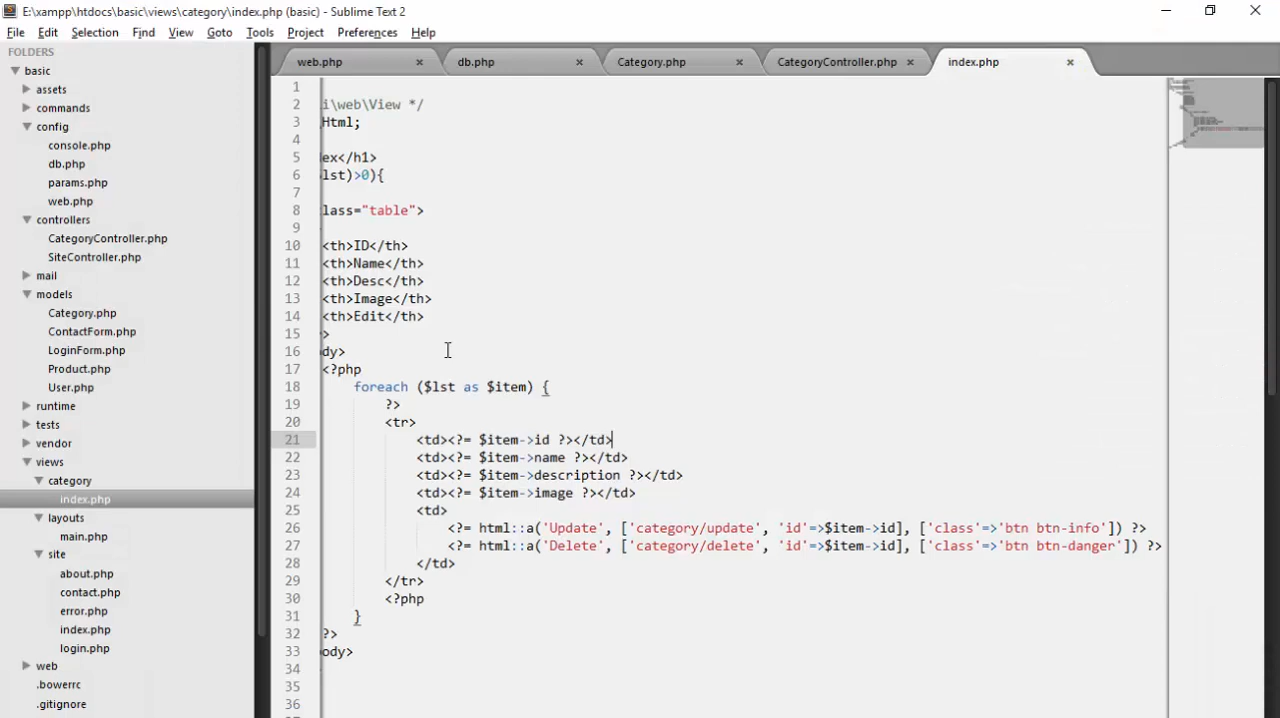 E:\xampp\htdocs\basic\views\category\index.php (basic) - Sublime Text 2
File Edit Selection Find View Goto Tools Project Preferences Help
FOLDERS
basic
assets
commands
config
console.php
db.php
params.php
web.php
controllers
CategoryController.php
SiteController.php
mail
models
Category.php
ContactForm.php
LoginForm.php
Product.php
User.php
runtime
tests
vendor
views
category
index.php
layouts
main.php
site
about.php
contact.php
error.php
index.php
login.php
web
.bowerrc
.gitignore
web.php × db.php × Category.php × CategoryController.php × index.php ×
1
2 i\web\View */
3 Html;
4
5 ex</h1>
6 lst)>0){
7
8 lass="table">
9
10 <th>ID</th>
11 <th>Name</th>
12 <th>Desc</th>
13 <th>Image</th>
14 <th>Edit</th>
15 >
16 dy>
17 <?php
18 foreach ($lst as $item) {
19 ?>
20 <tr>
21 <td><?= $item->id ?></td>
22 <td><?= $item->name ?></td>
23 <td><?= $item->description ?></td>
24 <td><?= $item->image ?></td>
25 <td>
26 <?= html::a('Update', ['category/update', 'id'=>$item->id], ['class'=>'btn btn-info']) ?>
27 <?= html::a('Delete', ['category/delete', 'id'=>$item->id], ['class'=>'btn btn-danger']) ?>
28 </td>
29 </tr>
30 <?php
31 }
32 ?>
33 ody>
34
35
36